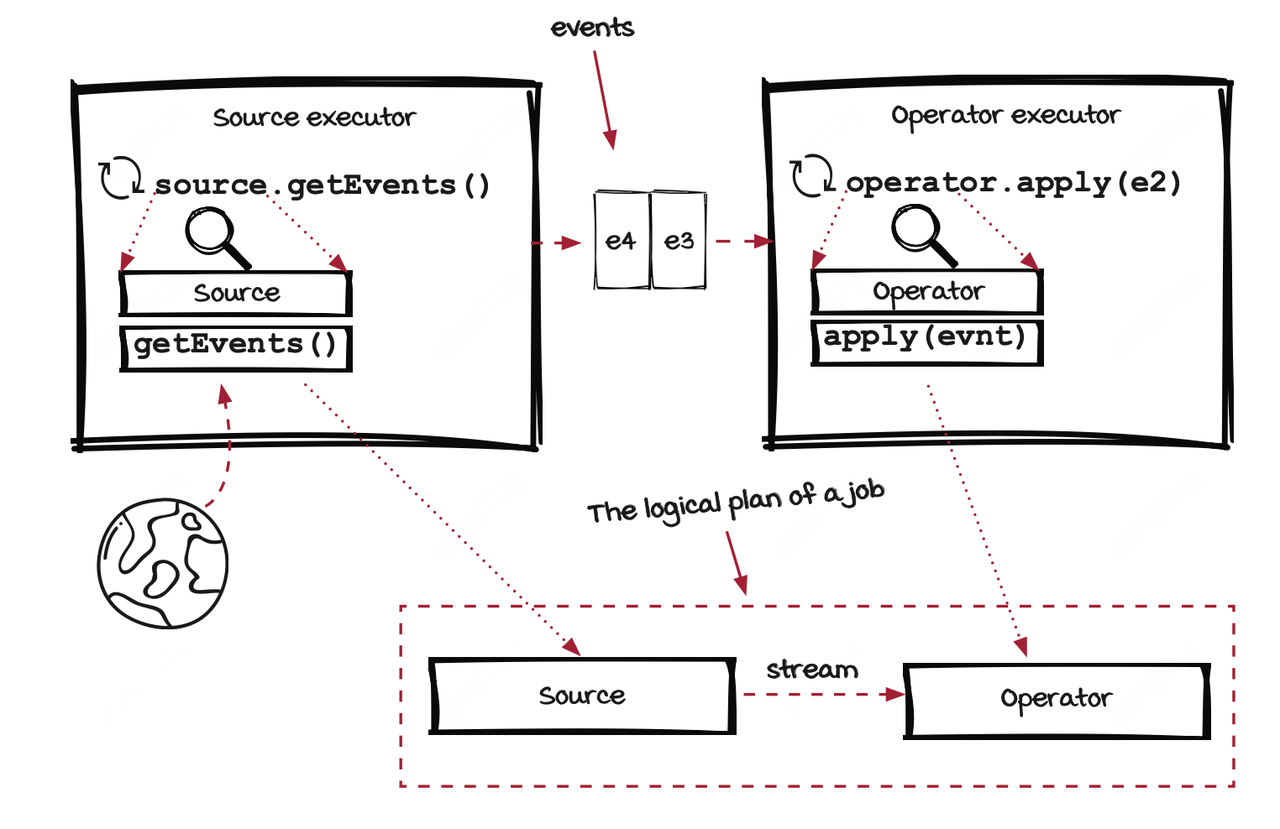 events
Source executor
source.getEvents()
Source
getEvents()
e4
e3
Operator executor
operator.apply(e2)
Operator
apply(evnt)
The logical plan of a job
Source
stream
Operator